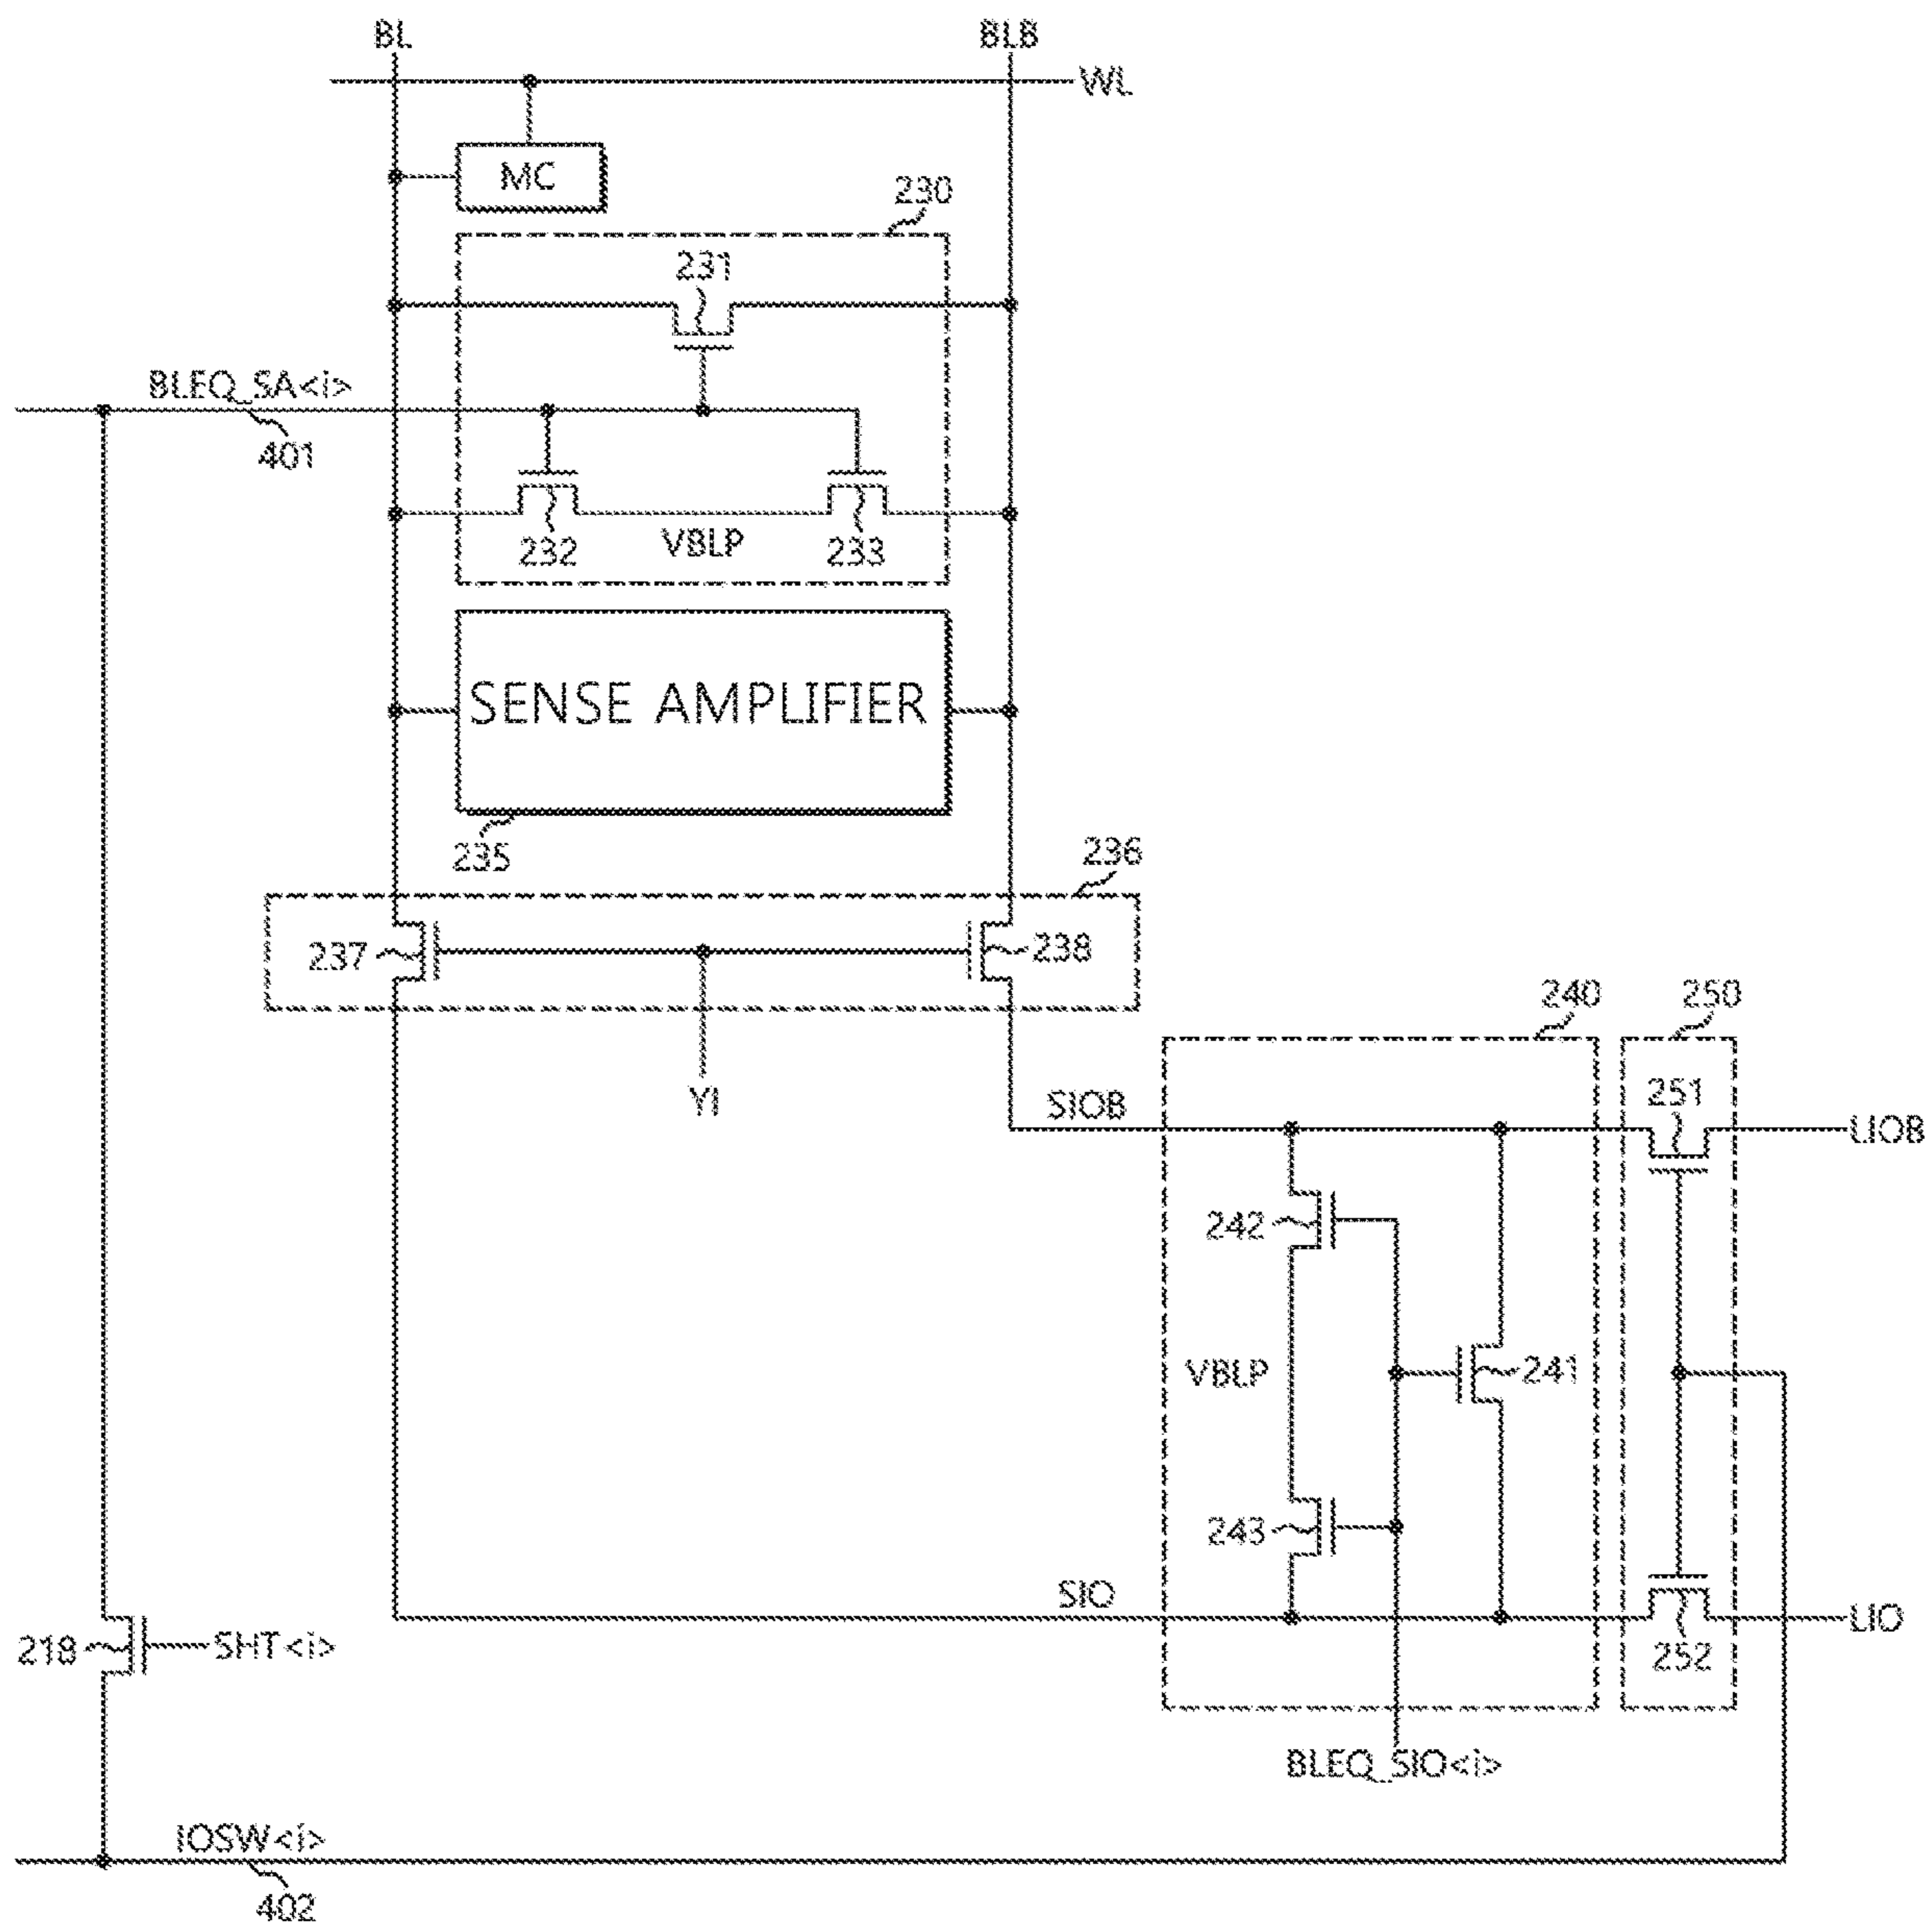 BL
BLB
WL
MC
230
231
BLEQ_SA<i>
401
232
VBLP
233
SENSE AMPLIFIER
235
236
237
238
YI
240
250
SIOB
251
LIOB
242
VBLP
241
243
SIO
LIO
252
218
SHT<i>
BLEQ_SIO<i>
IOSW<i>
402